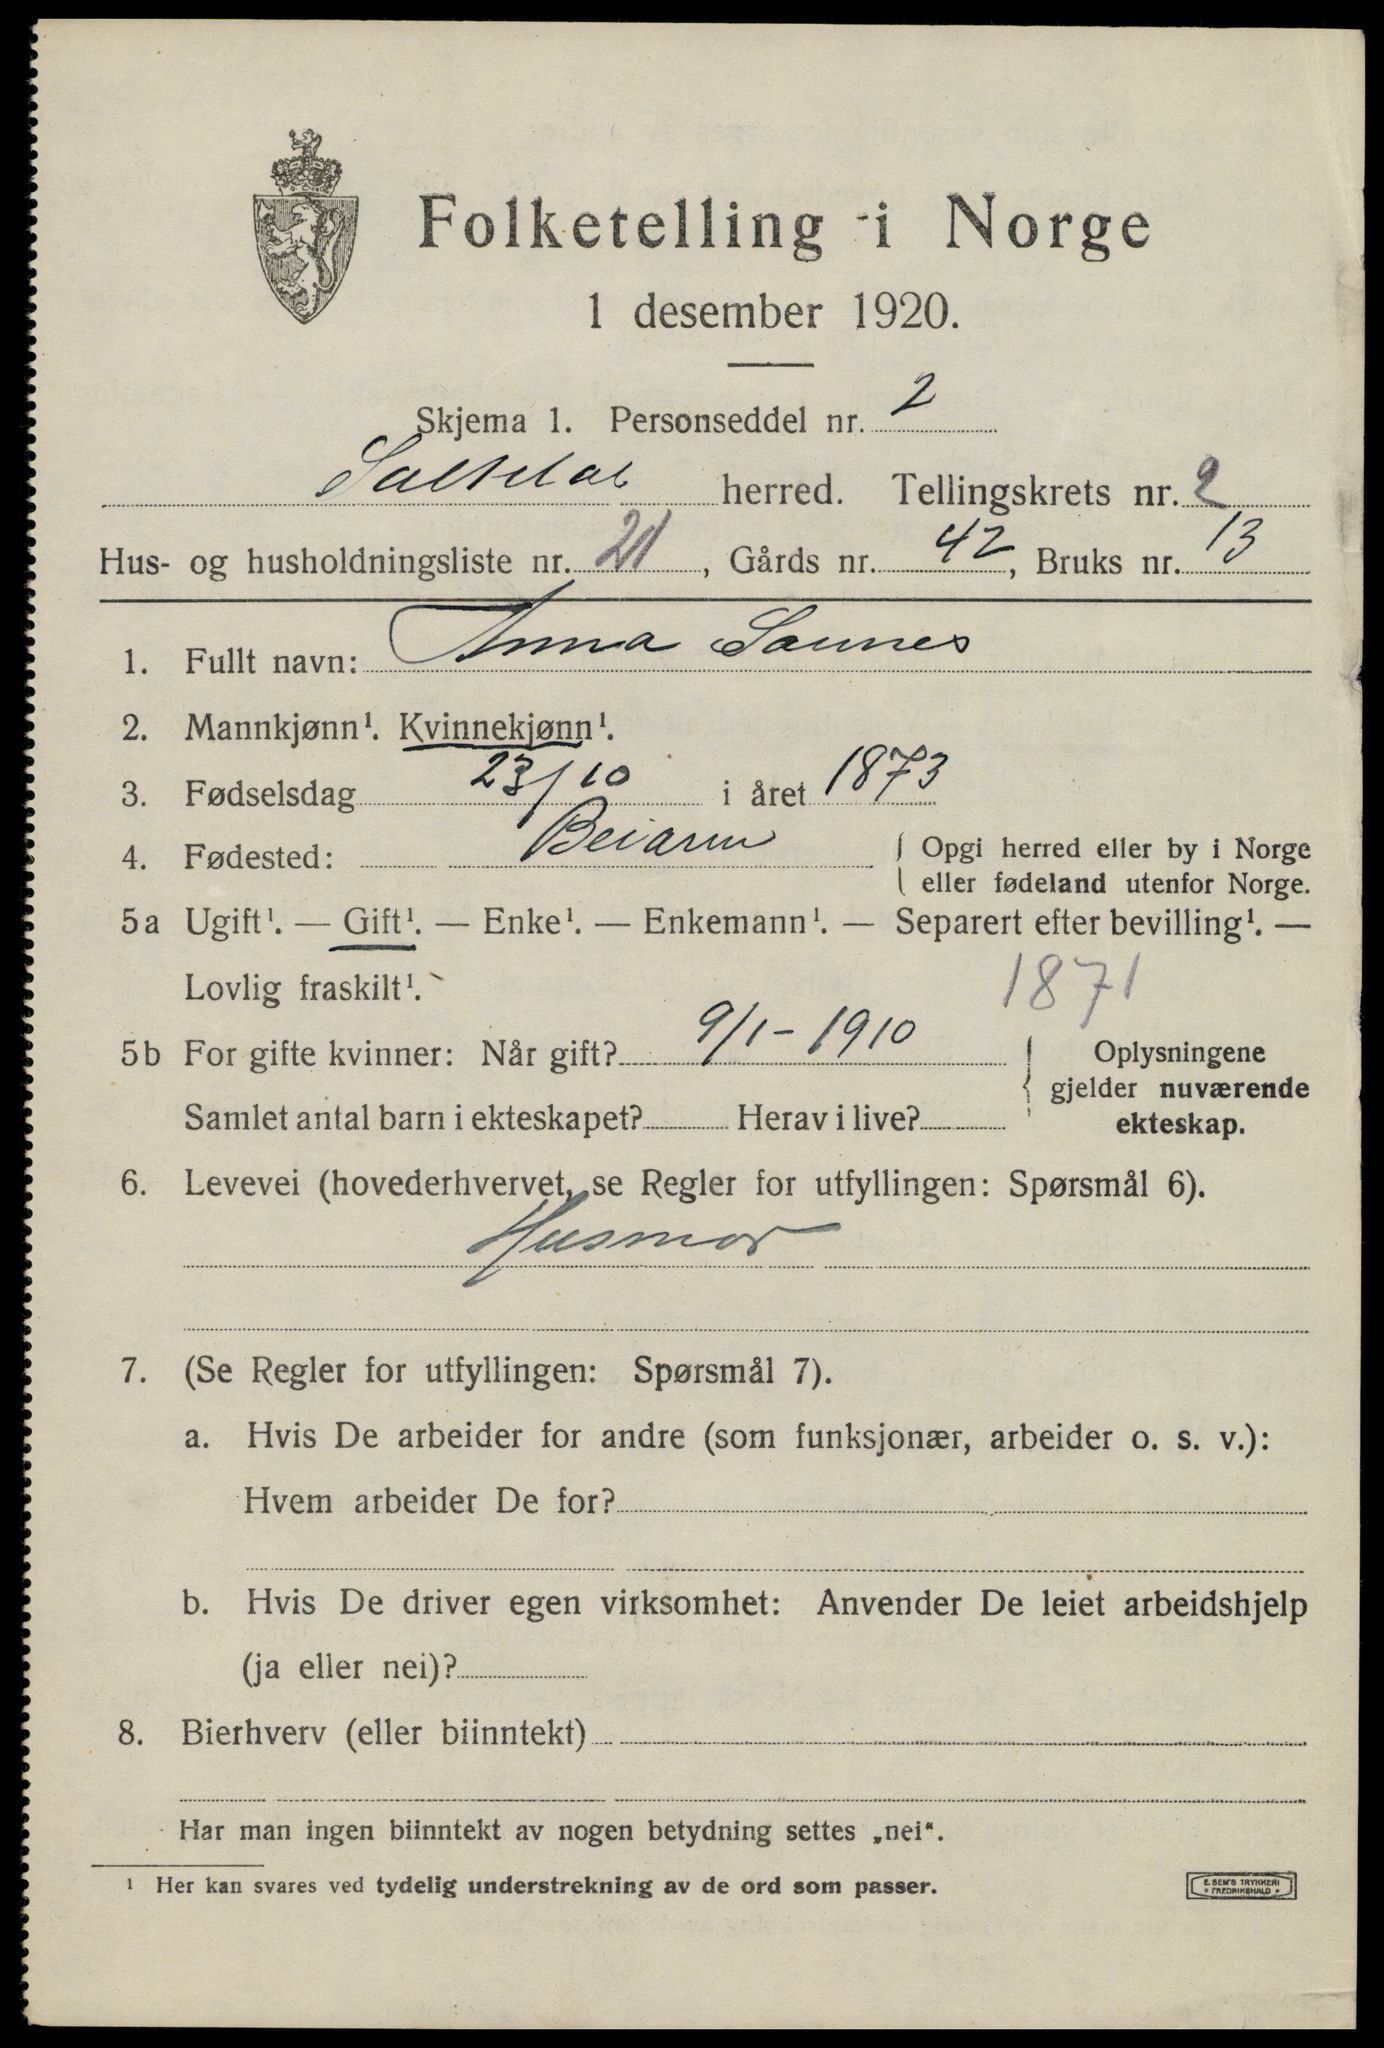 Folketelling i Norge
1 desember 1920.
Skjema 1. Personseddel nr. 2
Saltdal herred. Tellingskrets nr. 2
Hus- og husholdningsliste nr. 21, Gårds nr. 42, Bruks nr. 13
1. Fullt navn: Anna Saunes
2. Mannkjønn¹. Kvinnekjønn¹.
3. Fødselsdag 23/10 i året 1873
4. Fødested: Beiarn { Opgi herred eller by i Norge
eller fødeland utenfor Norge.
5a Ugift¹. — Gift¹. — Enke¹. — Enkemann¹. — Separert efter bevilling¹. —
Lovlig fraskilt¹. 1871
5b For gifte kvinner: Når gift? 9/1-1910 { Oplysningene
gjelder nuværende
Samlet antal barn i ekteskapet? Herav i live? ekteskap.
6. Levevei (hovederhvervet, se Regler for utfyllingen: Spørsmål 6).
Husmor
7. (Se Regler for utfyllingen: Spørsmål 7).
a. Hvis De arbeider for andre (som funksjonær, arbeider o. s. v.):
Hvem arbeider De for?
b. Hvis De driver egen virksomhet: Anvender De leiet arbeidshjelp
(ja eller nei)?
8. Bierhverv (eller biinntekt)
Har man ingen biinntekt av nogen betydning settes „nei“.
¹ Her kan svares ved tydelig understrekning av de ord som passer.
E. SEM'S TRYKKERI
• FREDRIKSHALD •